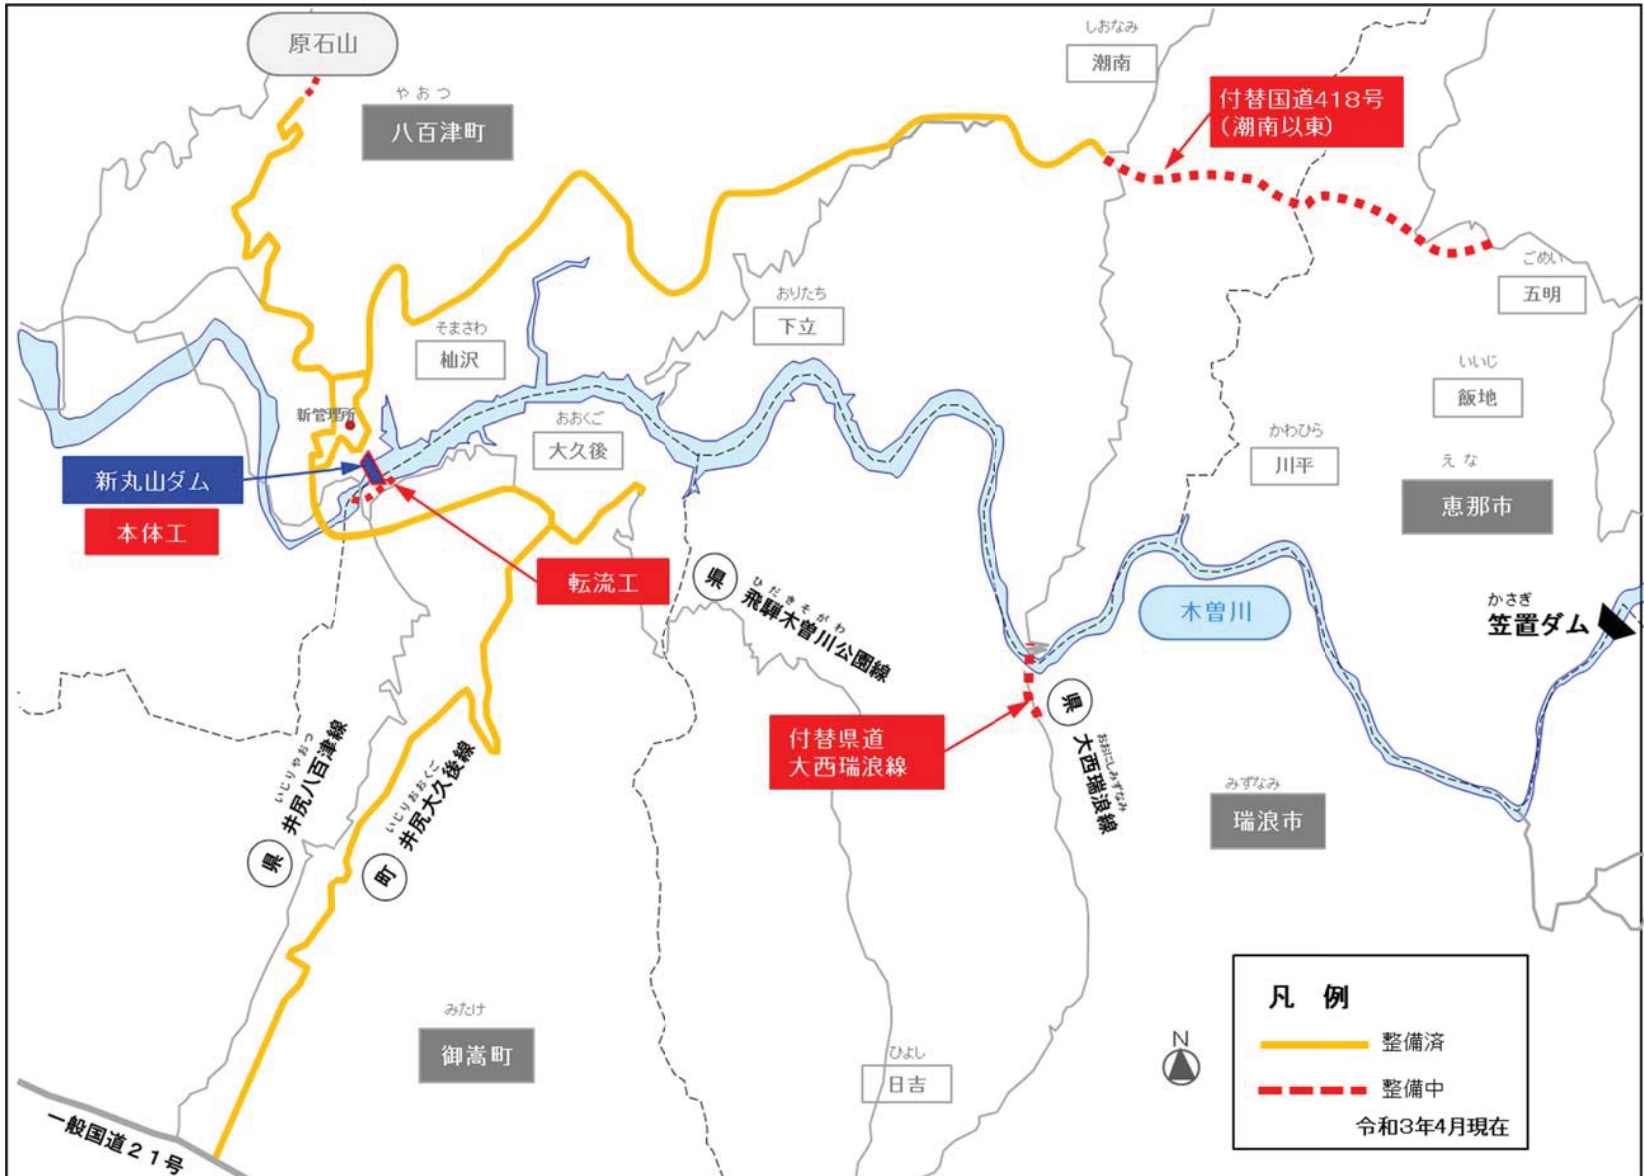 原石山
やおつ
八百津町
しおなみ
潮南
付替国道418号
(潮南以東)
ごめい
五明
おりたち
下立
そまさわ
杣沢
いいじ
飯地
新管理所
おおくご
大久後
かわひら
川平
えな
恵那市
新丸山ダム
本体工
転流工
県
ひだきそがわ
飛騨木曽川公園線
木曽川
かさぎ
笠置ダム
付替県道
大西瑞浪線
県
おおにしみずなみ
大西瑞浪線
みずなみ
瑞浪市
県
いじりやおつ
井尻八百津線
町
いじりおおくご
井尻大久後線
みたけ
御嵩町
ひよし
日吉
一般国道21号
N
凡 例
整備済
整備中
令和3年4月現在